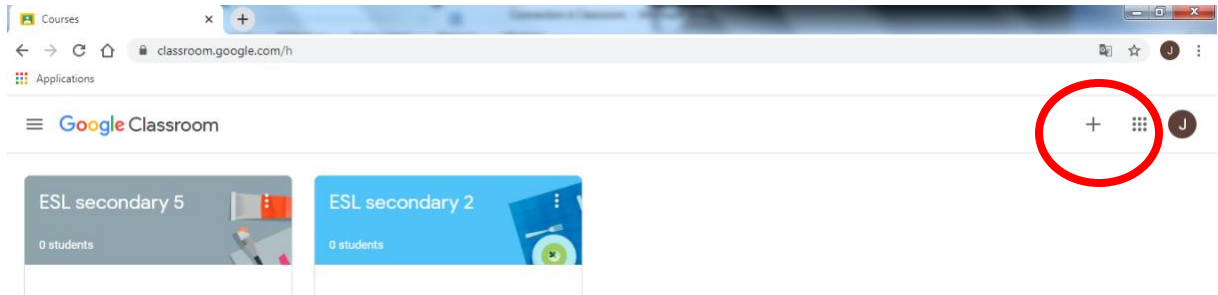 Courses
classroom.google.com/h
J
Applications
Google Classroom
J
ESL secondary 5
ESL secondary 2
0 students
0 students